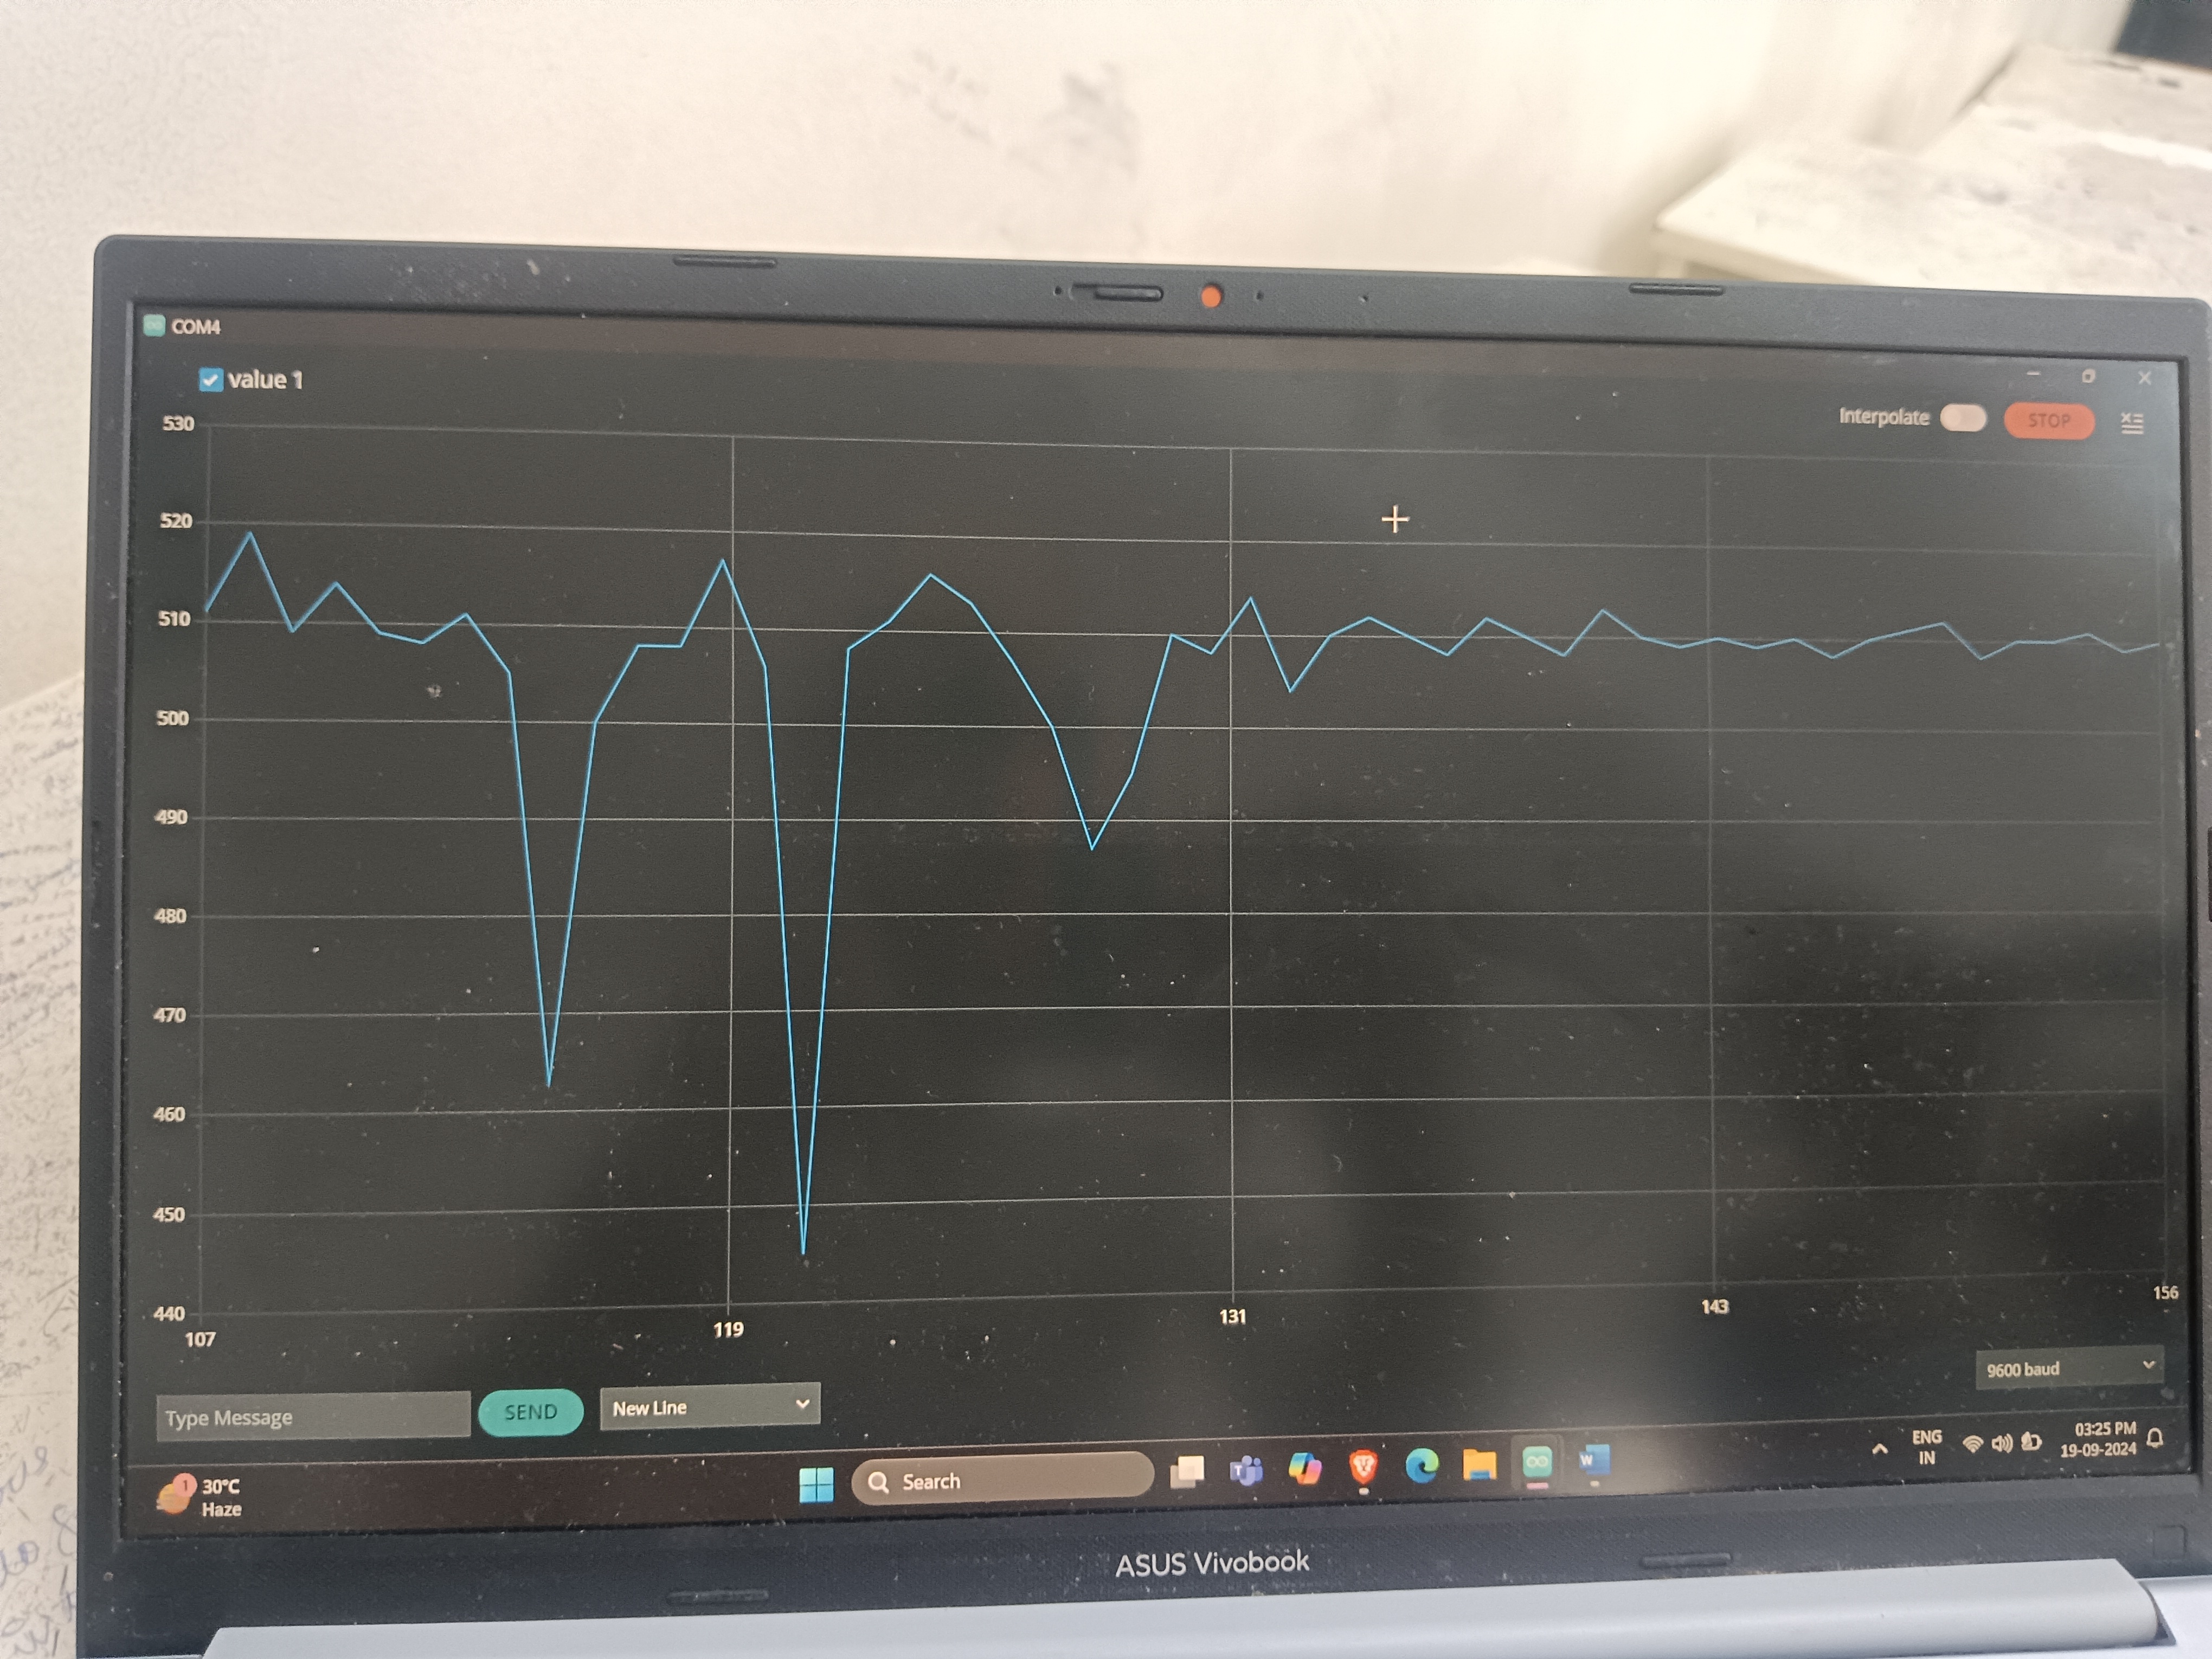 COM4
value 1
Interpolate
STOP
530
520
510
500
490
480
470
460
450
440
107
119
131
143
156
9600 baud
Type Message
SEND
New Line
30°C
Haze
1
Search
ENG
IN
03:25 PM
19-09-2024
ASUS Vivobook